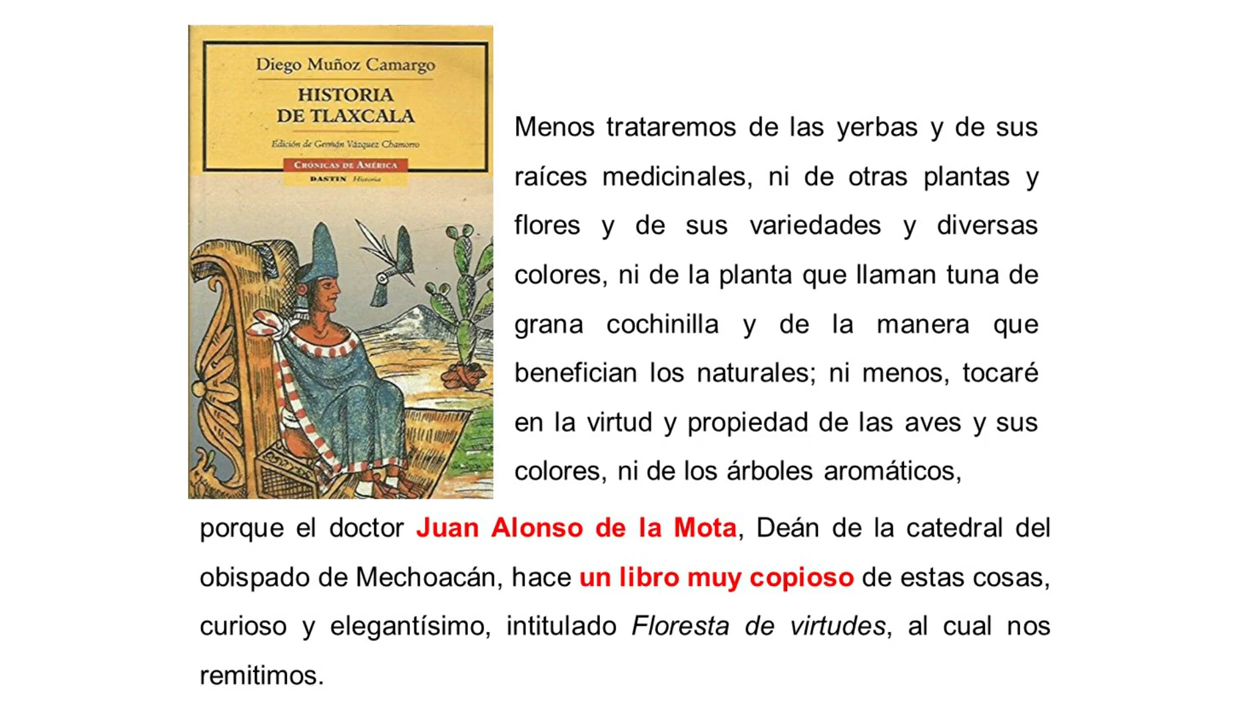 Diego Muñoz Camargo
HISTORIA
DE TLAXCALA
Edición de Germán Vázquez Chamorro
CRÓNICAS DE AMÉRICA
DASTIN Historia
Menos trataremos de las yerbas y de sus
raíces medicinales, ni de otras plantas y
flores y de sus variedades y diversas
colores, ni de la planta que llaman tuna de
grana cochinilla y de la manera que
benefician los naturales; ni menos, tocaré
en la virtud y propiedad de las aves y sus
colores, ni de los árboles aromáticos,
porque el doctor Juan Alonso de la Mota, Deán de la catedral del
obispado de Mechoacán, hace un libro muy copioso de estas cosas,
curioso y elegantísimo, intitulado Floresta de virtudes, al cual nos
remitimos.